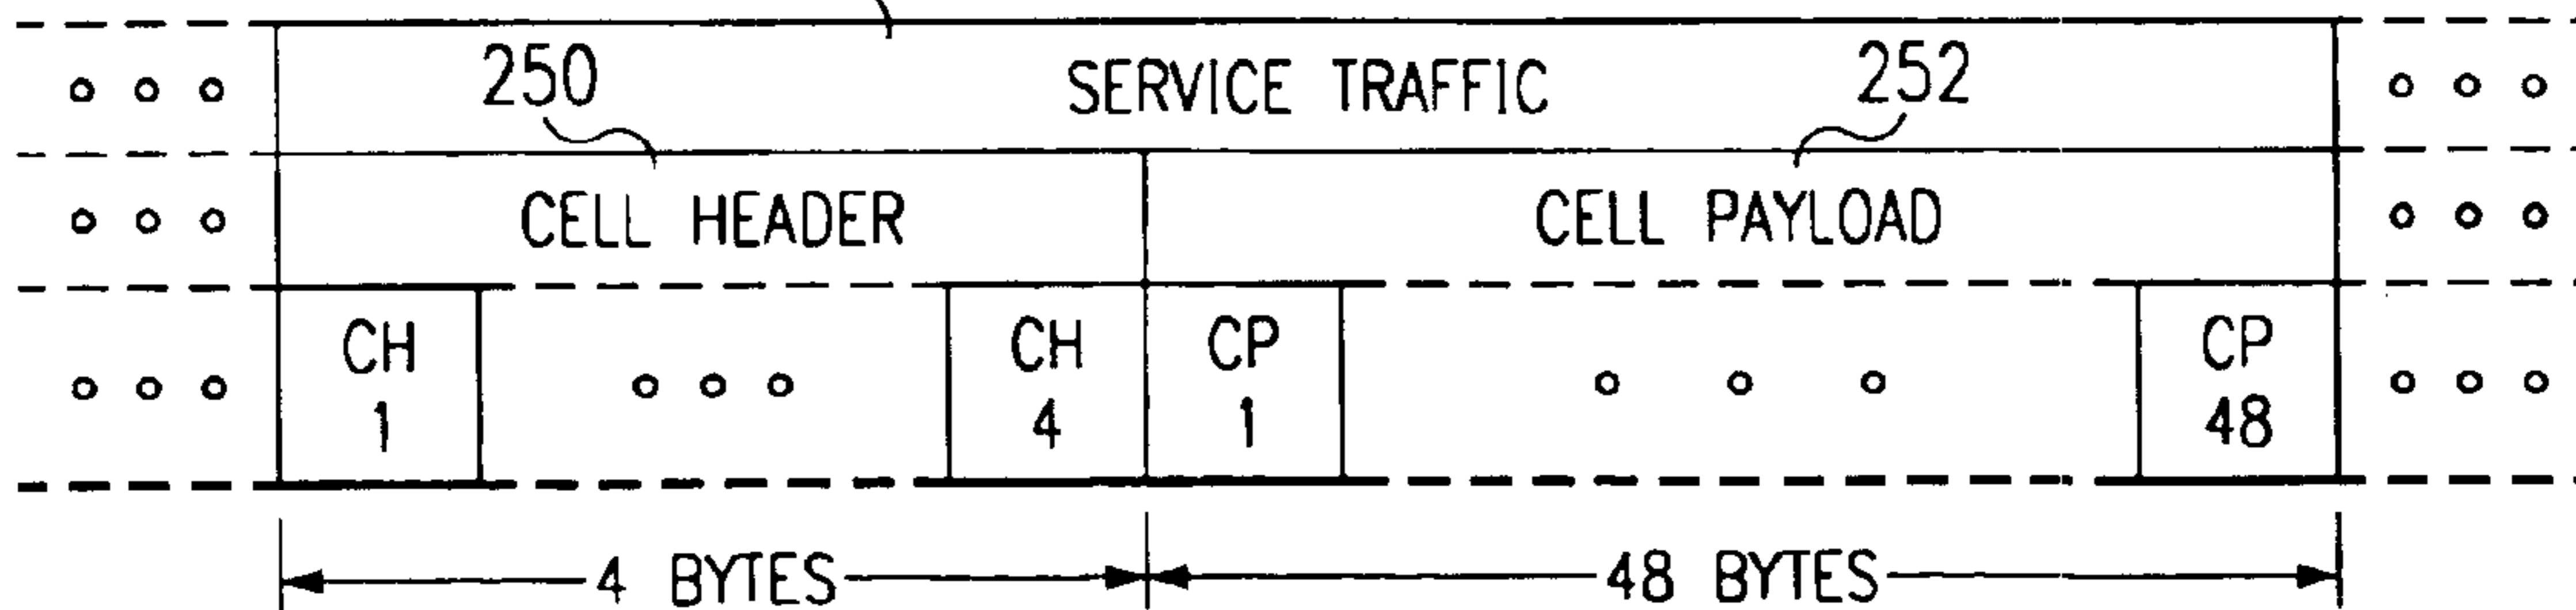 250
SERVICE TRAFFIC
252
CELL HEADER
CELL PAYLOAD
CH
1
CH
4
CP
1
CP
48
4 BYTES
48 BYTES